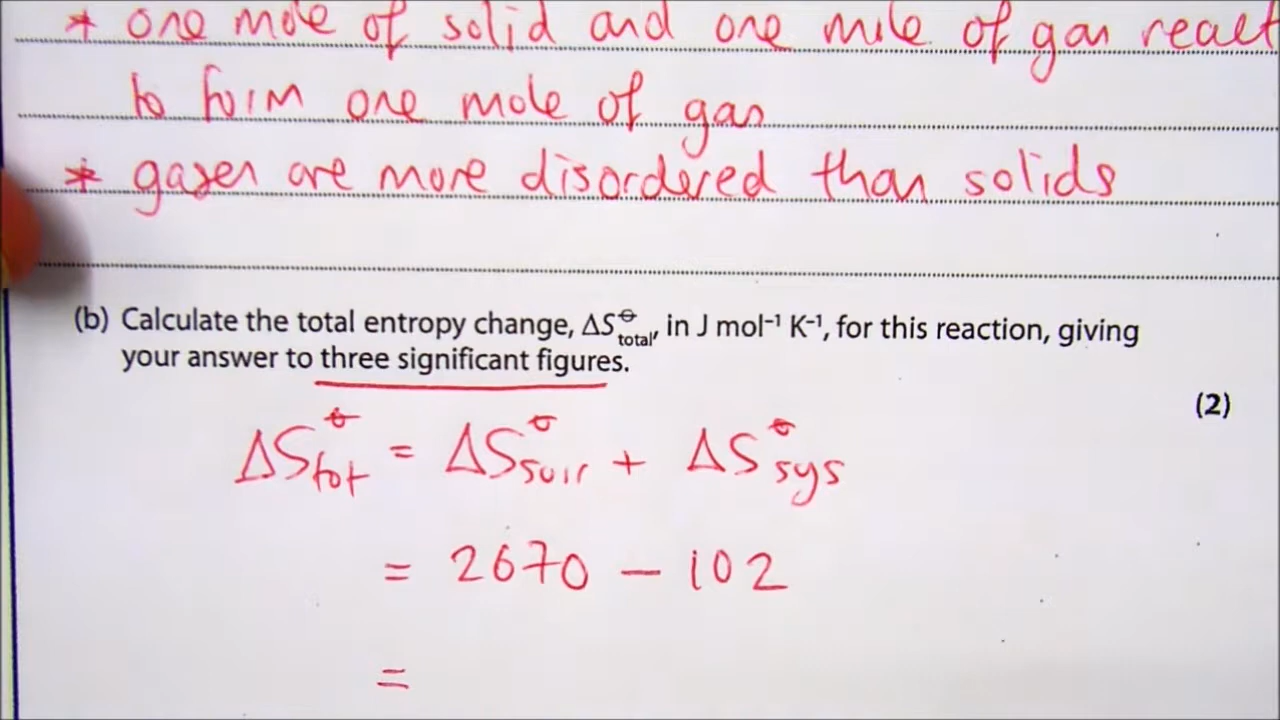 * one mole of solid and one mile of gas react
to form one mole of gas
* gases are more disordered than solids
(b) Calculate the total entropy change, ΔS⦵total, in J mol⁻¹ K⁻¹, for this reaction, giving
your answer to three significant figures.
(2)
ΔS⦵tot = ΔS⦵surr + ΔS⦵sys
= 2670 − 102
=